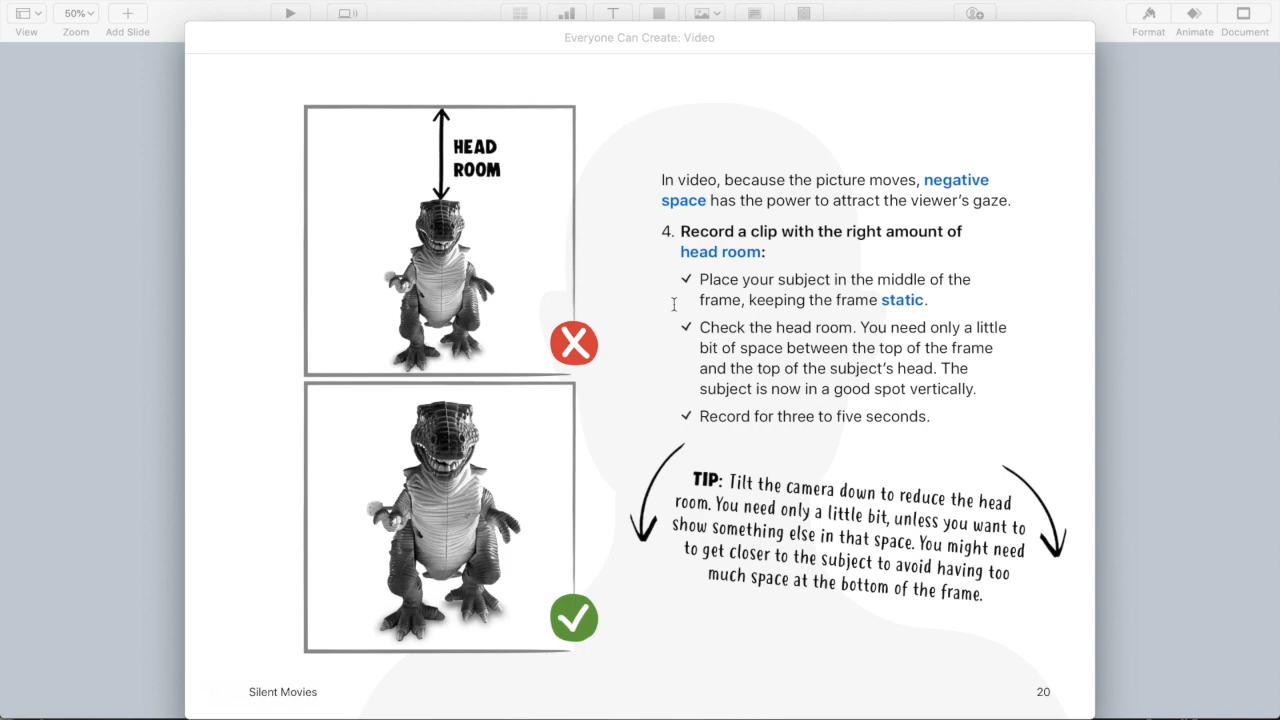 50%
View
Zoom
Add Slide
Format
Animate
Document
Everyone Can Create: Video
HEAD
ROOM
In video, because the picture moves, negative
space has the power to attract the viewer's gaze.
4. Record a clip with the right amount of
head room:
✓ Place your subject in the middle of the
frame, keeping the frame static.
✓ Check the head room. You need only a little
bit of space between the top of the frame
and the top of the subject's head. The
subject is now in a good spot vertically.
✓ Record for three to five seconds.
TIP: Tilt the camera down to reduce the head
room. You need only a little bit, unless you want to
show something else in that space. You might need
to get closer to the subject to avoid having too
much space at the bottom of the frame.
Silent Movies
20